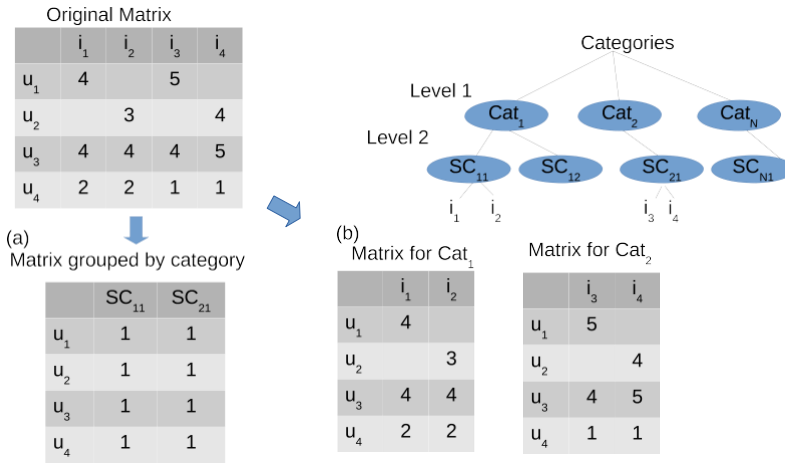 Original Matrix
i1 i2 i3 i4
u1 4 5
u2 3 4
u3 4 4 4 5
u4 2 2 1 1
Categories
Level 1
Cat1 Cat2 CatN
Level 2
SC11 SC12 SC21 SCN1
i1 i2 i3 i4
(a)
Matrix grouped by category
SC11 SC21
u1 1 1
u2 1 1
u3 1 1
u4 1 1
(b)
Matrix for Cat1
i1 i2
u1 4
u2 3
u3 4 4
u4 2 2
Matrix for Cat2
i3 i4
u1 5
u2 4
u3 4 5
u4 1 1